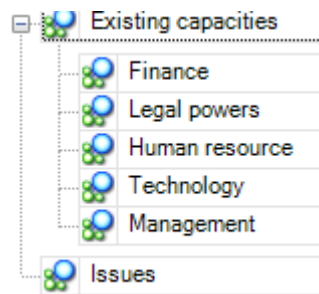 Existing capacities
Finance
Legal powers
Human resource
Technology
Management
Issues